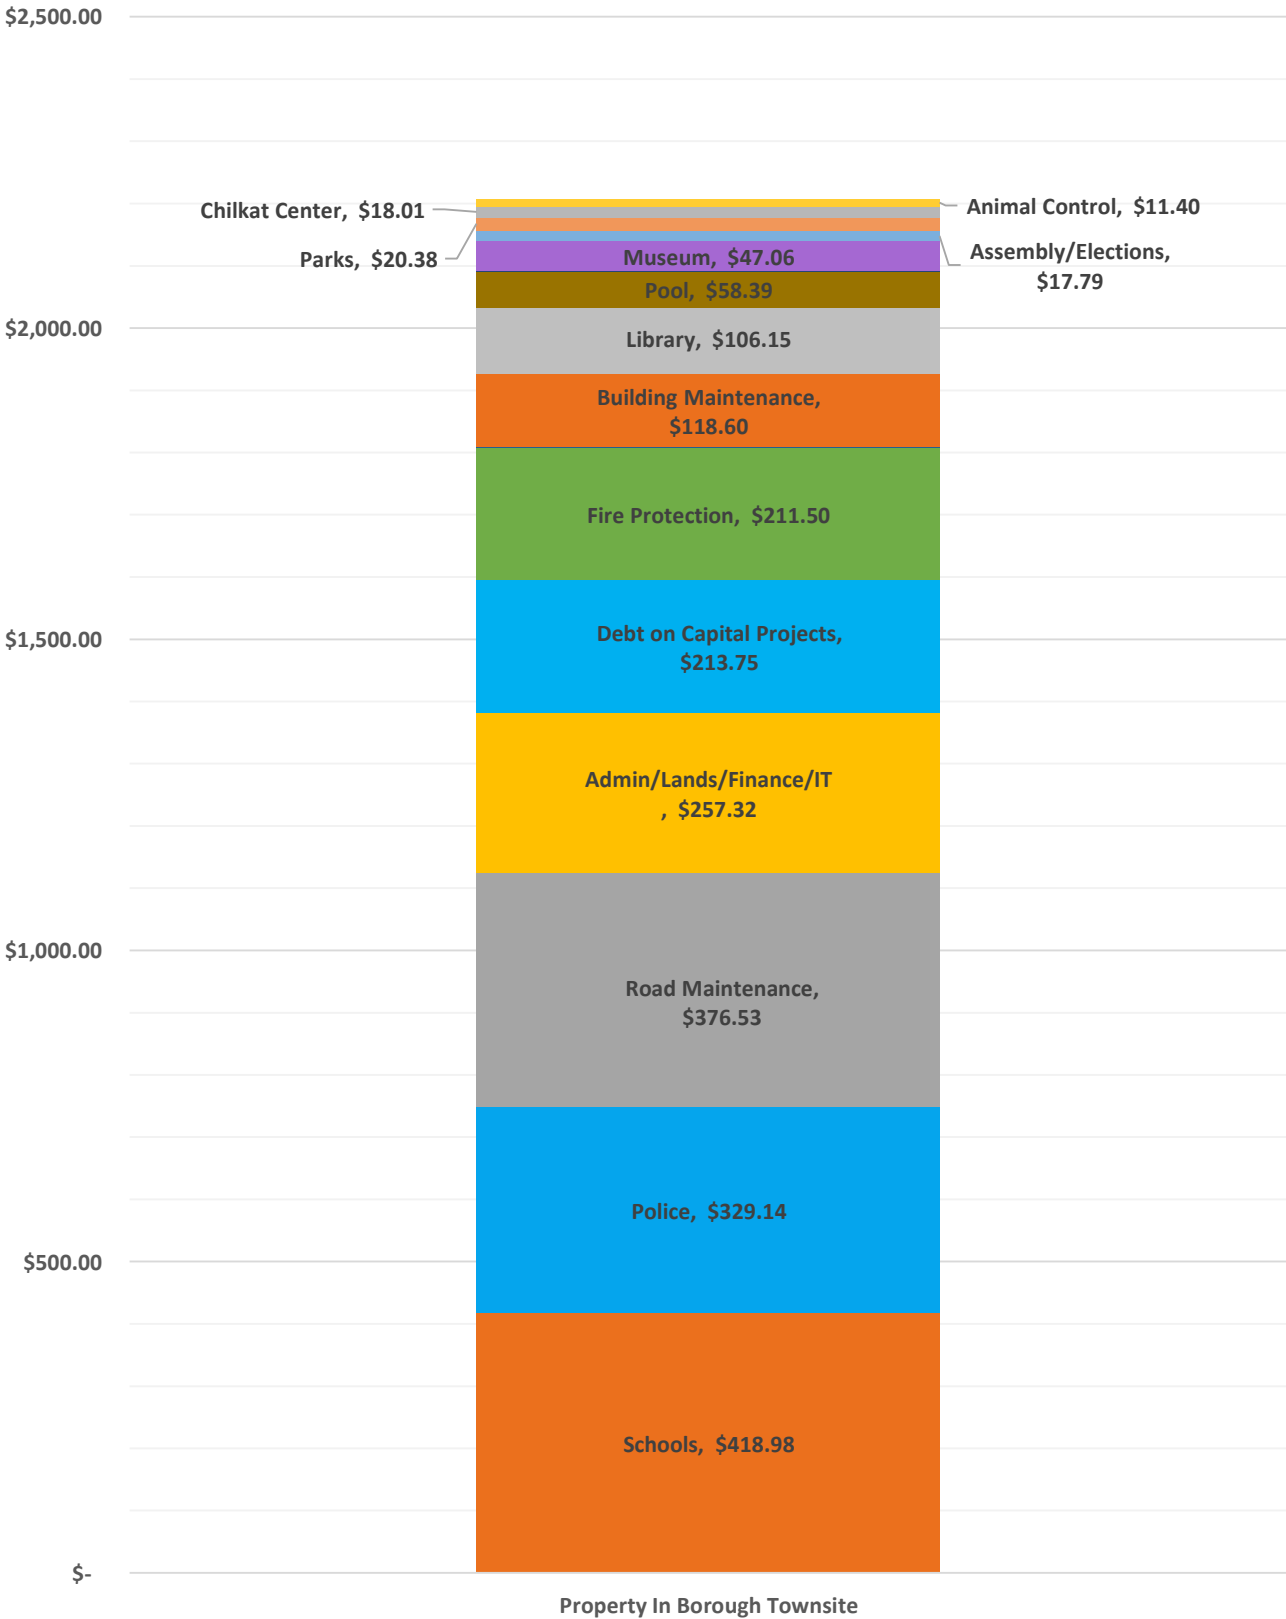 $2,500.00
Chilkat Center,  $18.01
Animal Control,  $11.40
Parks,  $20.38
Museum,  $47.06
Assembly/Elections,
$17.79
Pool,  $58.39
$2,000.00
Library,  $106.15
Building Maintenance,
$118.60
Fire Protection,  $211.50
$1,500.00
Debt on Capital Projects,
$213.75
Admin/Lands/Finance/IT
,  $257.32
$1,000.00
Road Maintenance,
$376.53
Police,  $329.14
$500.00
Schools,  $418.98
$-
Property In Borough Townsite